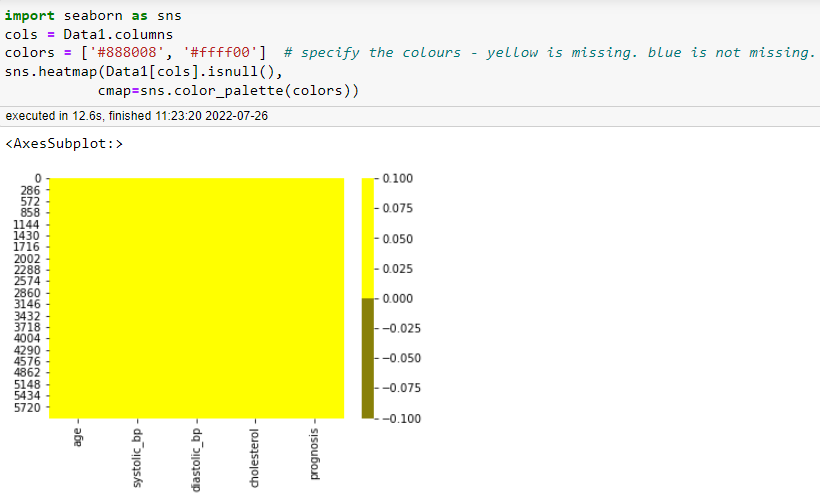 import seaborn as sns
cols = Data1.columns
colors = ['#888008', '#ffff00']  # specify the colours - yellow is missing. blue is not missing.
sns.heatmap(Data1[cols].isnull(),
            cmap=sns.color_palette(colors))
executed in 12.6s, finished 11:23:20 2022-07-26
<AxesSubplot:>
0
286
572
858
1144
1430
1716
2002
2288
2574
2860
3146
3432
3718
4004
4290
4576
4862
5148
5434
5720
age
systolic_bp
diastolic_bp
cholesterol
prognosis
0.100
0.075
0.050
0.025
0.000
−0.025
−0.050
−0.075
−0.100